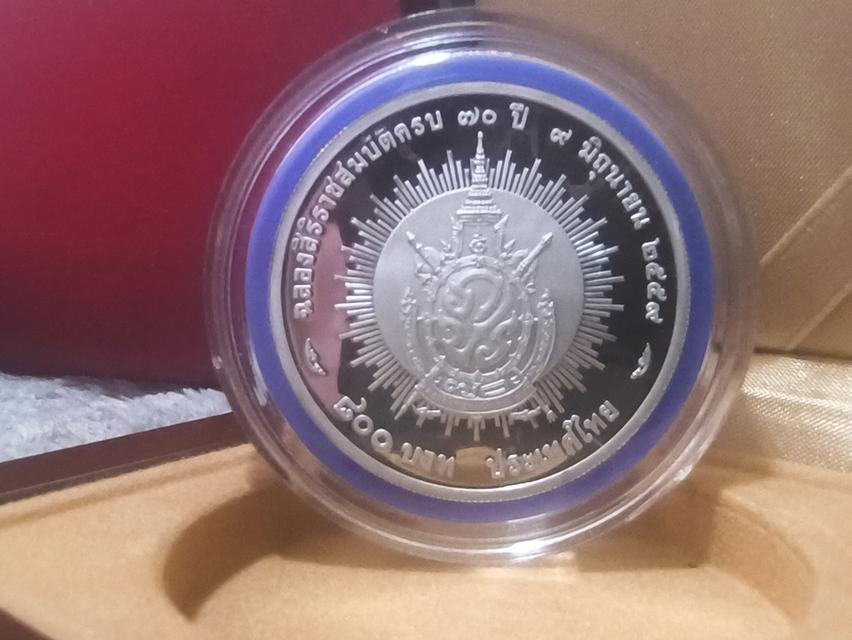 ฉลองสิริราชสมบัติครบ ๗๐ ปี ๙ มิถุนายน ๒๕๕๙
๘๐๐ บาท ประเทศไทย